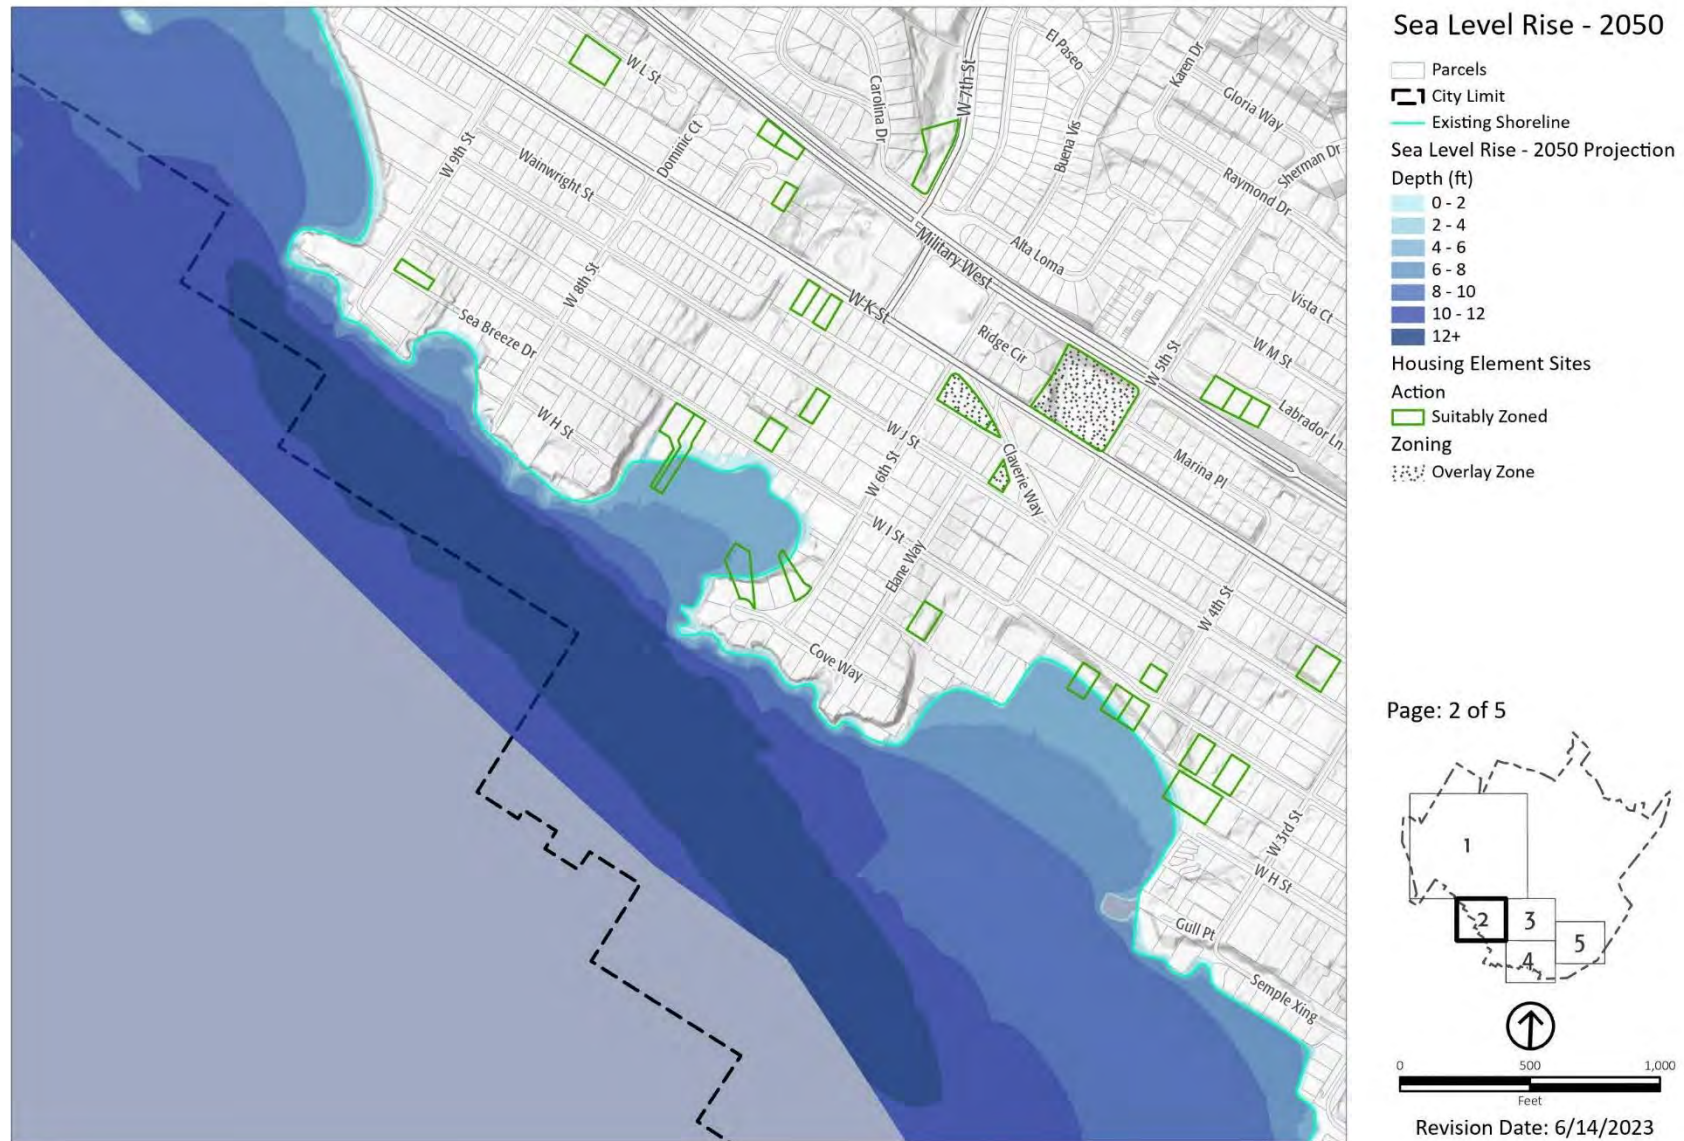 Sea Level Rise - 2050
Parcels
City Limit
Existing Shoreline
Sea Level Rise - 2050 Projection
Depth (ft)
0 - 2
2 - 4
4 - 6
6 - 8
8 - 10
10 - 12
12+
Housing Element Sites
Action
Suitably Zoned
Zoning
Overlay Zone
Page: 2 of 5
1
2
3
4
5
0 500 1,000
Feet
Revision Date: 6/14/2023
W L St
Dominic Ct
W 9th St
Wainwright St
W 8th St
Sea Breeze Dr
W H St
Carolina Dr
W 7th St
El Paseo
Buena Vis
Karen Dr
Gloria Way
Sherman Dr
Raymond Dr
Alta Loma
Military West
W K St
Ridge Cir
Vista Ct
W M St
W 5th St
Labrador Ln
Marina Pl
Claverie Way
W J St
W 6th St
W I St
Elane Way
Cove Way
W 4th St
W 3rd St
W H St
Gull Pt
Semple Xing